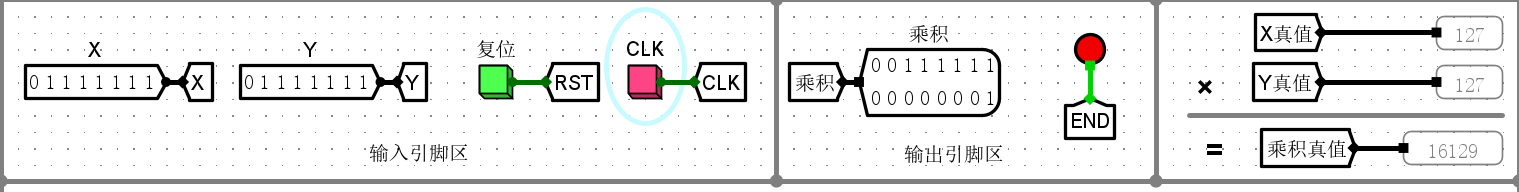 X
0 1 1 1 1 1 1 1
X
Y
0 1 1 1 1 1 1 1
Y
复位
RST
CLK
CLK
输入引脚区
乘积
乘积
0 0 1 1 1 1 1 1
0 0 0 0 0 0 0 1
END
输出引脚区
X真值
127
×
Y真值
127
=
乘积真值
16129